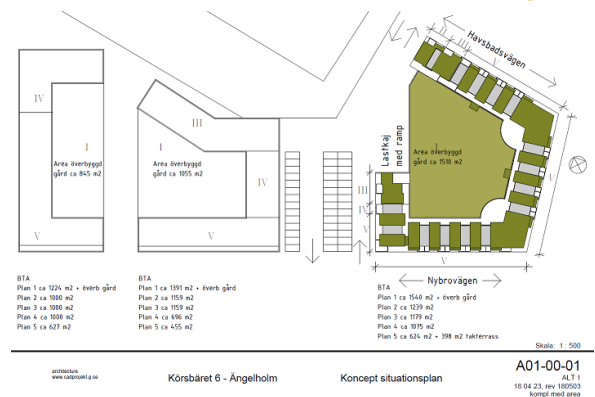 Havsbadsvägen
II
III
V
IV
I
Area överbyggd
gård ca 845 m2
V
III
I
Area överbyggd
gård ca 1055 m2
IV
V
Lastkaj
med ramp
I
Area överbyggd
gård ca 1510 m2
III
IV
V
V
V
Nybrovägen
BTA
Plan 1 ca 1224 m2 + överb gård
Plan 2 ca 1000 m2
Plan 3 ca 1000 m2
Plan 4 ca 1000 m2
Plan 5 ca 627 m2
BTA
Plan 1 ca 1391 m2 + överb gård
Plan 2 ca 1159 m2
Plan 3 ca 1159 m2
Plan 4 ca 696 m2
Plan 5 ca 455 m2
BTA
Plan 1 ca 1540 m2 + överb gård
Plan 2 ca 1239 m2
Plan 3 ca 1179 m2
Plan 4 ca 1075 m2
Plan 5 ca 624 m2 + 398 m2 takterrass
Skala: 1 : 500
architecture
www.cadprojekt.g.se
Körsbäret 6 - Ängelholm
Koncept situationsplan
A01-00-01
ALT 1
18 04 23, rev 180503
kompl med area